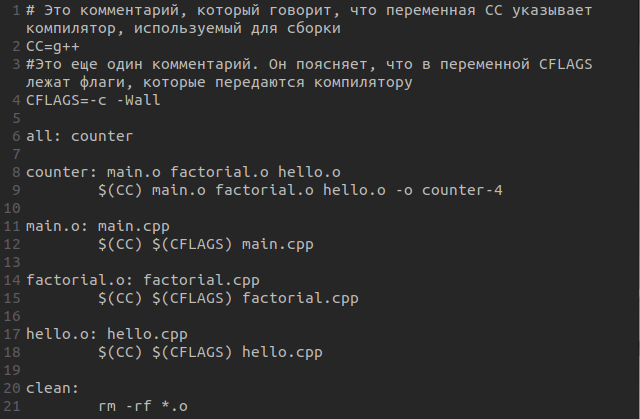 1 # Это комментарий, который говорит, что переменная CC указывает
компилятор, используемый для сборки
2 CC=g++
3 #Это еще один комментарий. Он поясняет, что в переменной CFLAGS
лежат флаги, которые передаются компилятору
4 CFLAGS=-c -Wall
5
6 all: counter
7
8 counter: main.o factorial.o hello.o
9 $(CC) main.o factorial.o hello.o -o counter-4
10
11 main.o: main.cpp
12 $(CC) $(CFLAGS) main.cpp
13
14 factorial.o: factorial.cpp
15 $(CC) $(CFLAGS) factorial.cpp
16
17 hello.o: hello.cpp
18 $(CC) $(CFLAGS) hello.cpp
19
20 clean:
21 rm -rf *.o